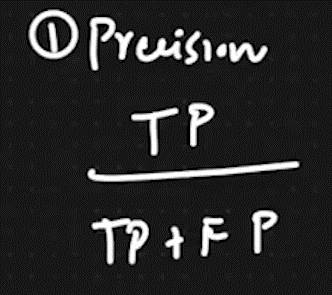 ① Precision
TP
TP + FP